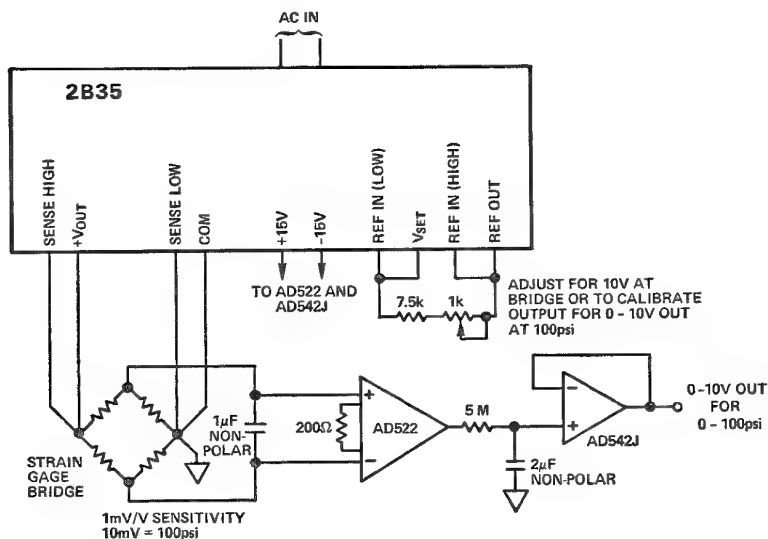 AC IN
2B35
SENSE HIGH
+VOUT
SENSE LOW
COM
+15V
-15V
REF IN (LOW)
VSET
REF IN (HIGH)
REF OUT
TO AD522 AND
AD542J
7.5k
1k
ADJUST FOR 10V AT
BRIDGE OR TO CALIBRATE
OUTPUT FOR 0 - 10V OUT
AT 100psi
STRAIN
GAGE
BRIDGE
1μF
NON-
POLAR
200Ω
+
-
AD522
5 M
2μF
NON-POLAR
-
+
AD542J
0-10V OUT
FOR
0 - 100psi
1mV/V SENSITIVITY
10mV = 100psi